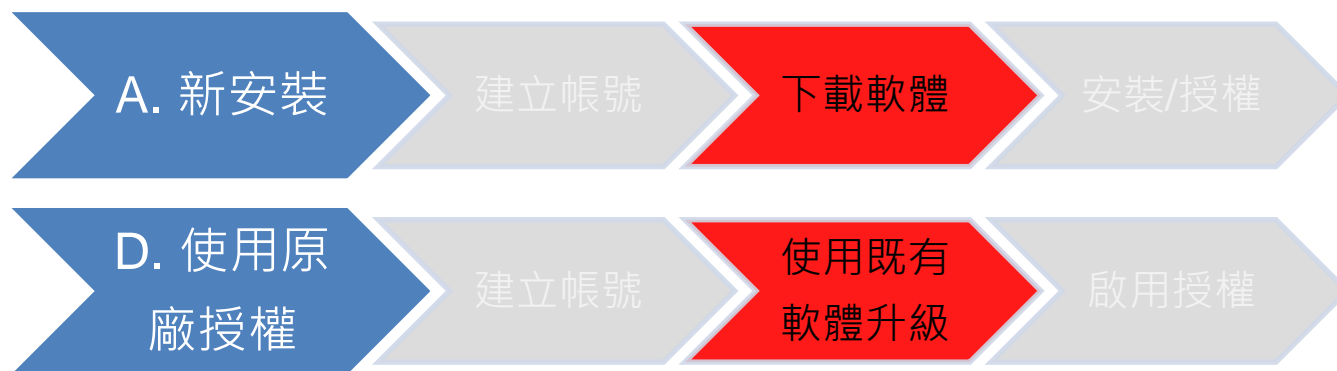 A. 新安裝
建立帳號
下載軟體
安裝/授權
D. 使用原
廠授權
建立帳號
使用既有
軟體升級
啟用授權